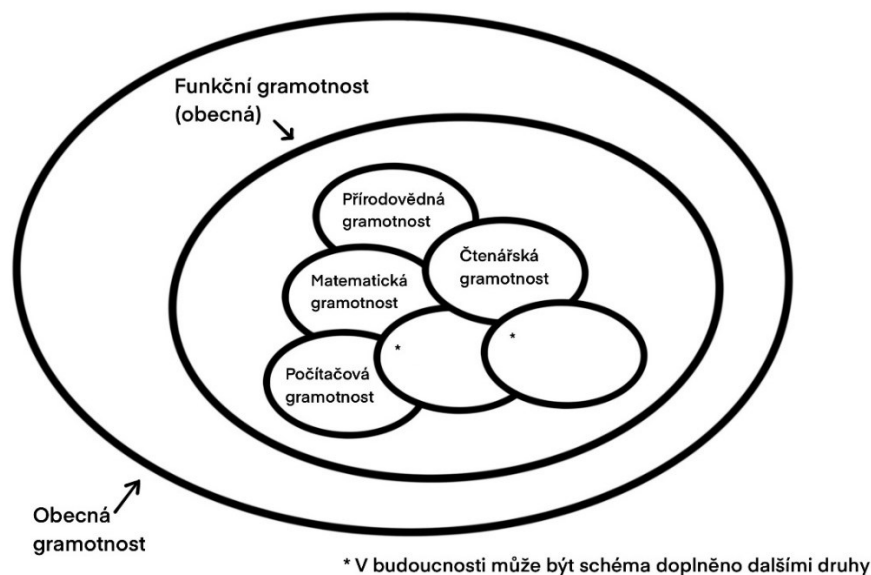 Funkční gramotnost
(obecná)
Přírodovědná
gramotnost
Čtenářská
gramotnost
Matematická
gramotnost
*
*
Počítačová
gramotnost
Obecná
gramotnost
* V budoucnosti může být schéma doplněno dalšími druhy